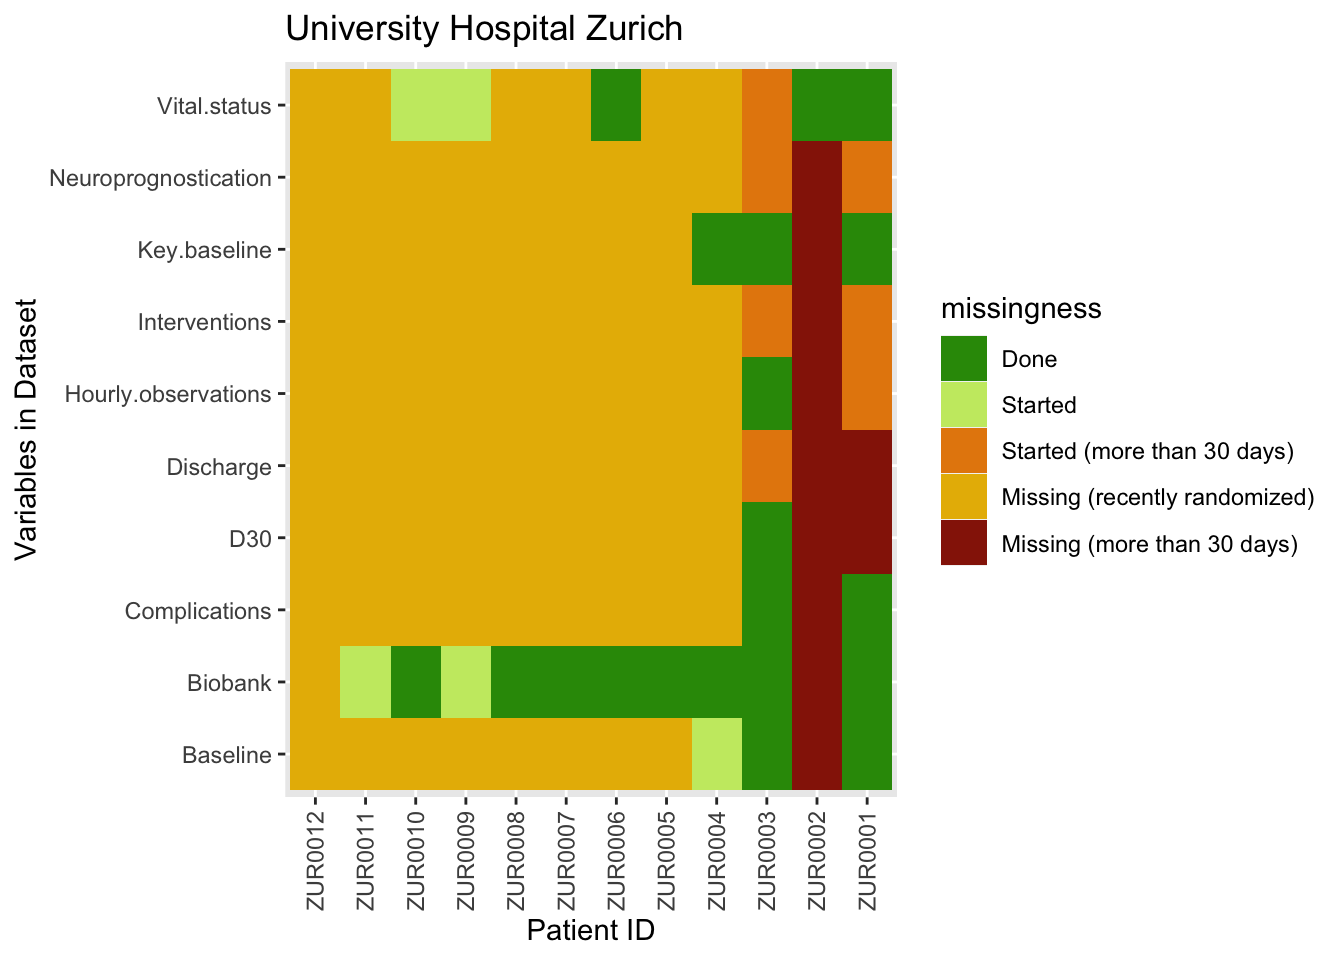 University Hospital Zurich
Variables in Dataset
Vital.status
Neuroprognostication
Key.baseline
Interventions
Hourly.observations
Discharge
D30
Complications
Biobank
Baseline
ZUR0012
ZUR0011
ZUR0010
ZUR0009
ZUR0008
ZUR0007
ZUR0006
ZUR0005
ZUR0004
ZUR0003
ZUR0002
ZUR0001
Patient ID
missingness
Done
Started
Started (more than 30 days)
Missing (recently randomized)
Missing (more than 30 days)